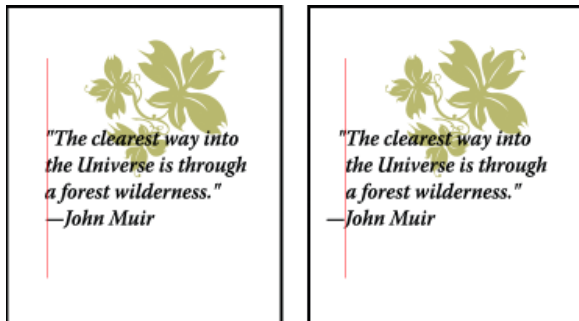 "The clearest way into
the Universe is through
a forest wilderness."
—John Muir
"The clearest way into
the Universe is through
a forest wilderness."
—John Muir